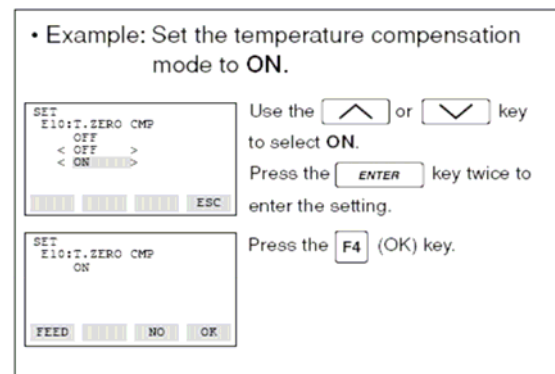 • Example: Set the temperature compensation
mode to ON.
SET
E10:T.ZERO CMP
OFF
< OFF >
< ON >
ESC
Use the or key
to select ON.
Press the ENTER key twice to
enter the setting.
SET
E10:T.ZERO CMP
ON
FEED NO OK
Press the F4 (OK) key.